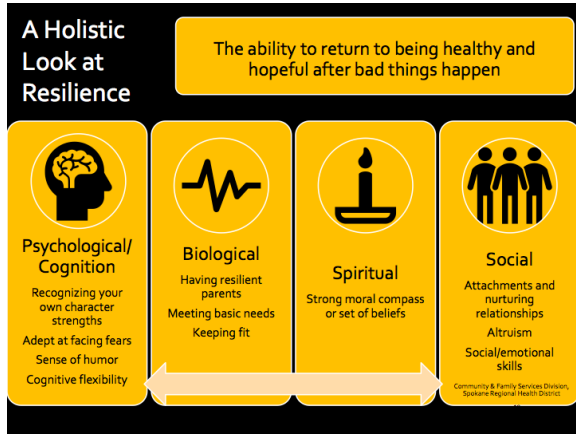 A Holistic
Look at
Resilience
The ability to return to being healthy and
hopeful after bad things happen
Psychological/
Cognition
Recognizing your
own character
strengths
Adept at facing fears
Sense of humor
Cognitive flexibility
Biological
Having resilient
parents
Meeting basic needs
Keeping fit
Spiritual
Strong moral compass
or set of beliefs
Social
Attachments and
nurturing
relationships
Altruism
Social/emotional
skills
Community & Family Services Division,
Spokane Regional Health District